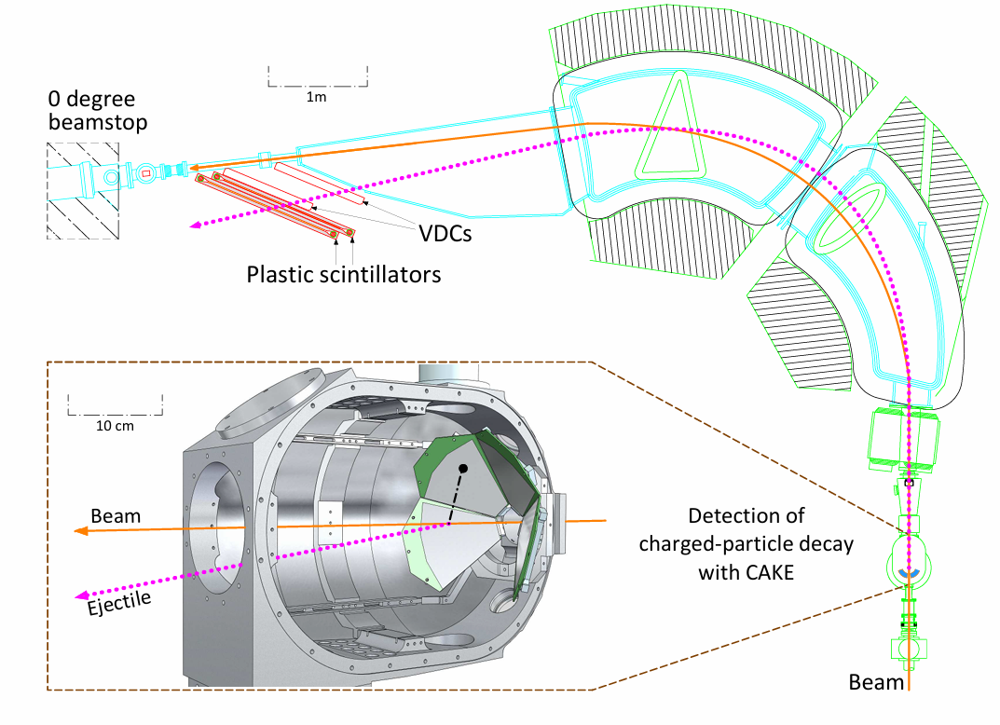 0 degree
beamstop
1m
VDCs
Plastic scintillators
10 cm
Beam
Ejectile
Detection of
charged-particle decay
with CAKE
Beam